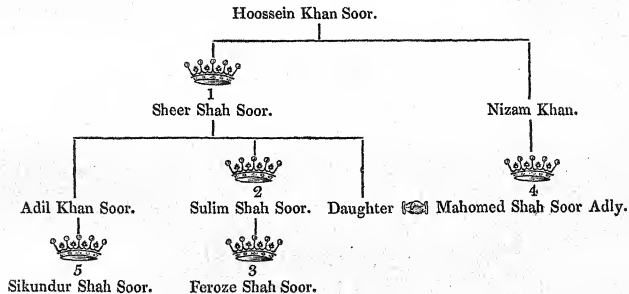 Hoossein Khan Soor.
1
Sheer Shah Soor. Nizam Khan.
2 4
Adil Khan Soor. Sulim Shah Soor. Daughter Mahomed Shah Soor Adly.
5 3
Sikundur Shah Soor. Feroze Shah Soor.